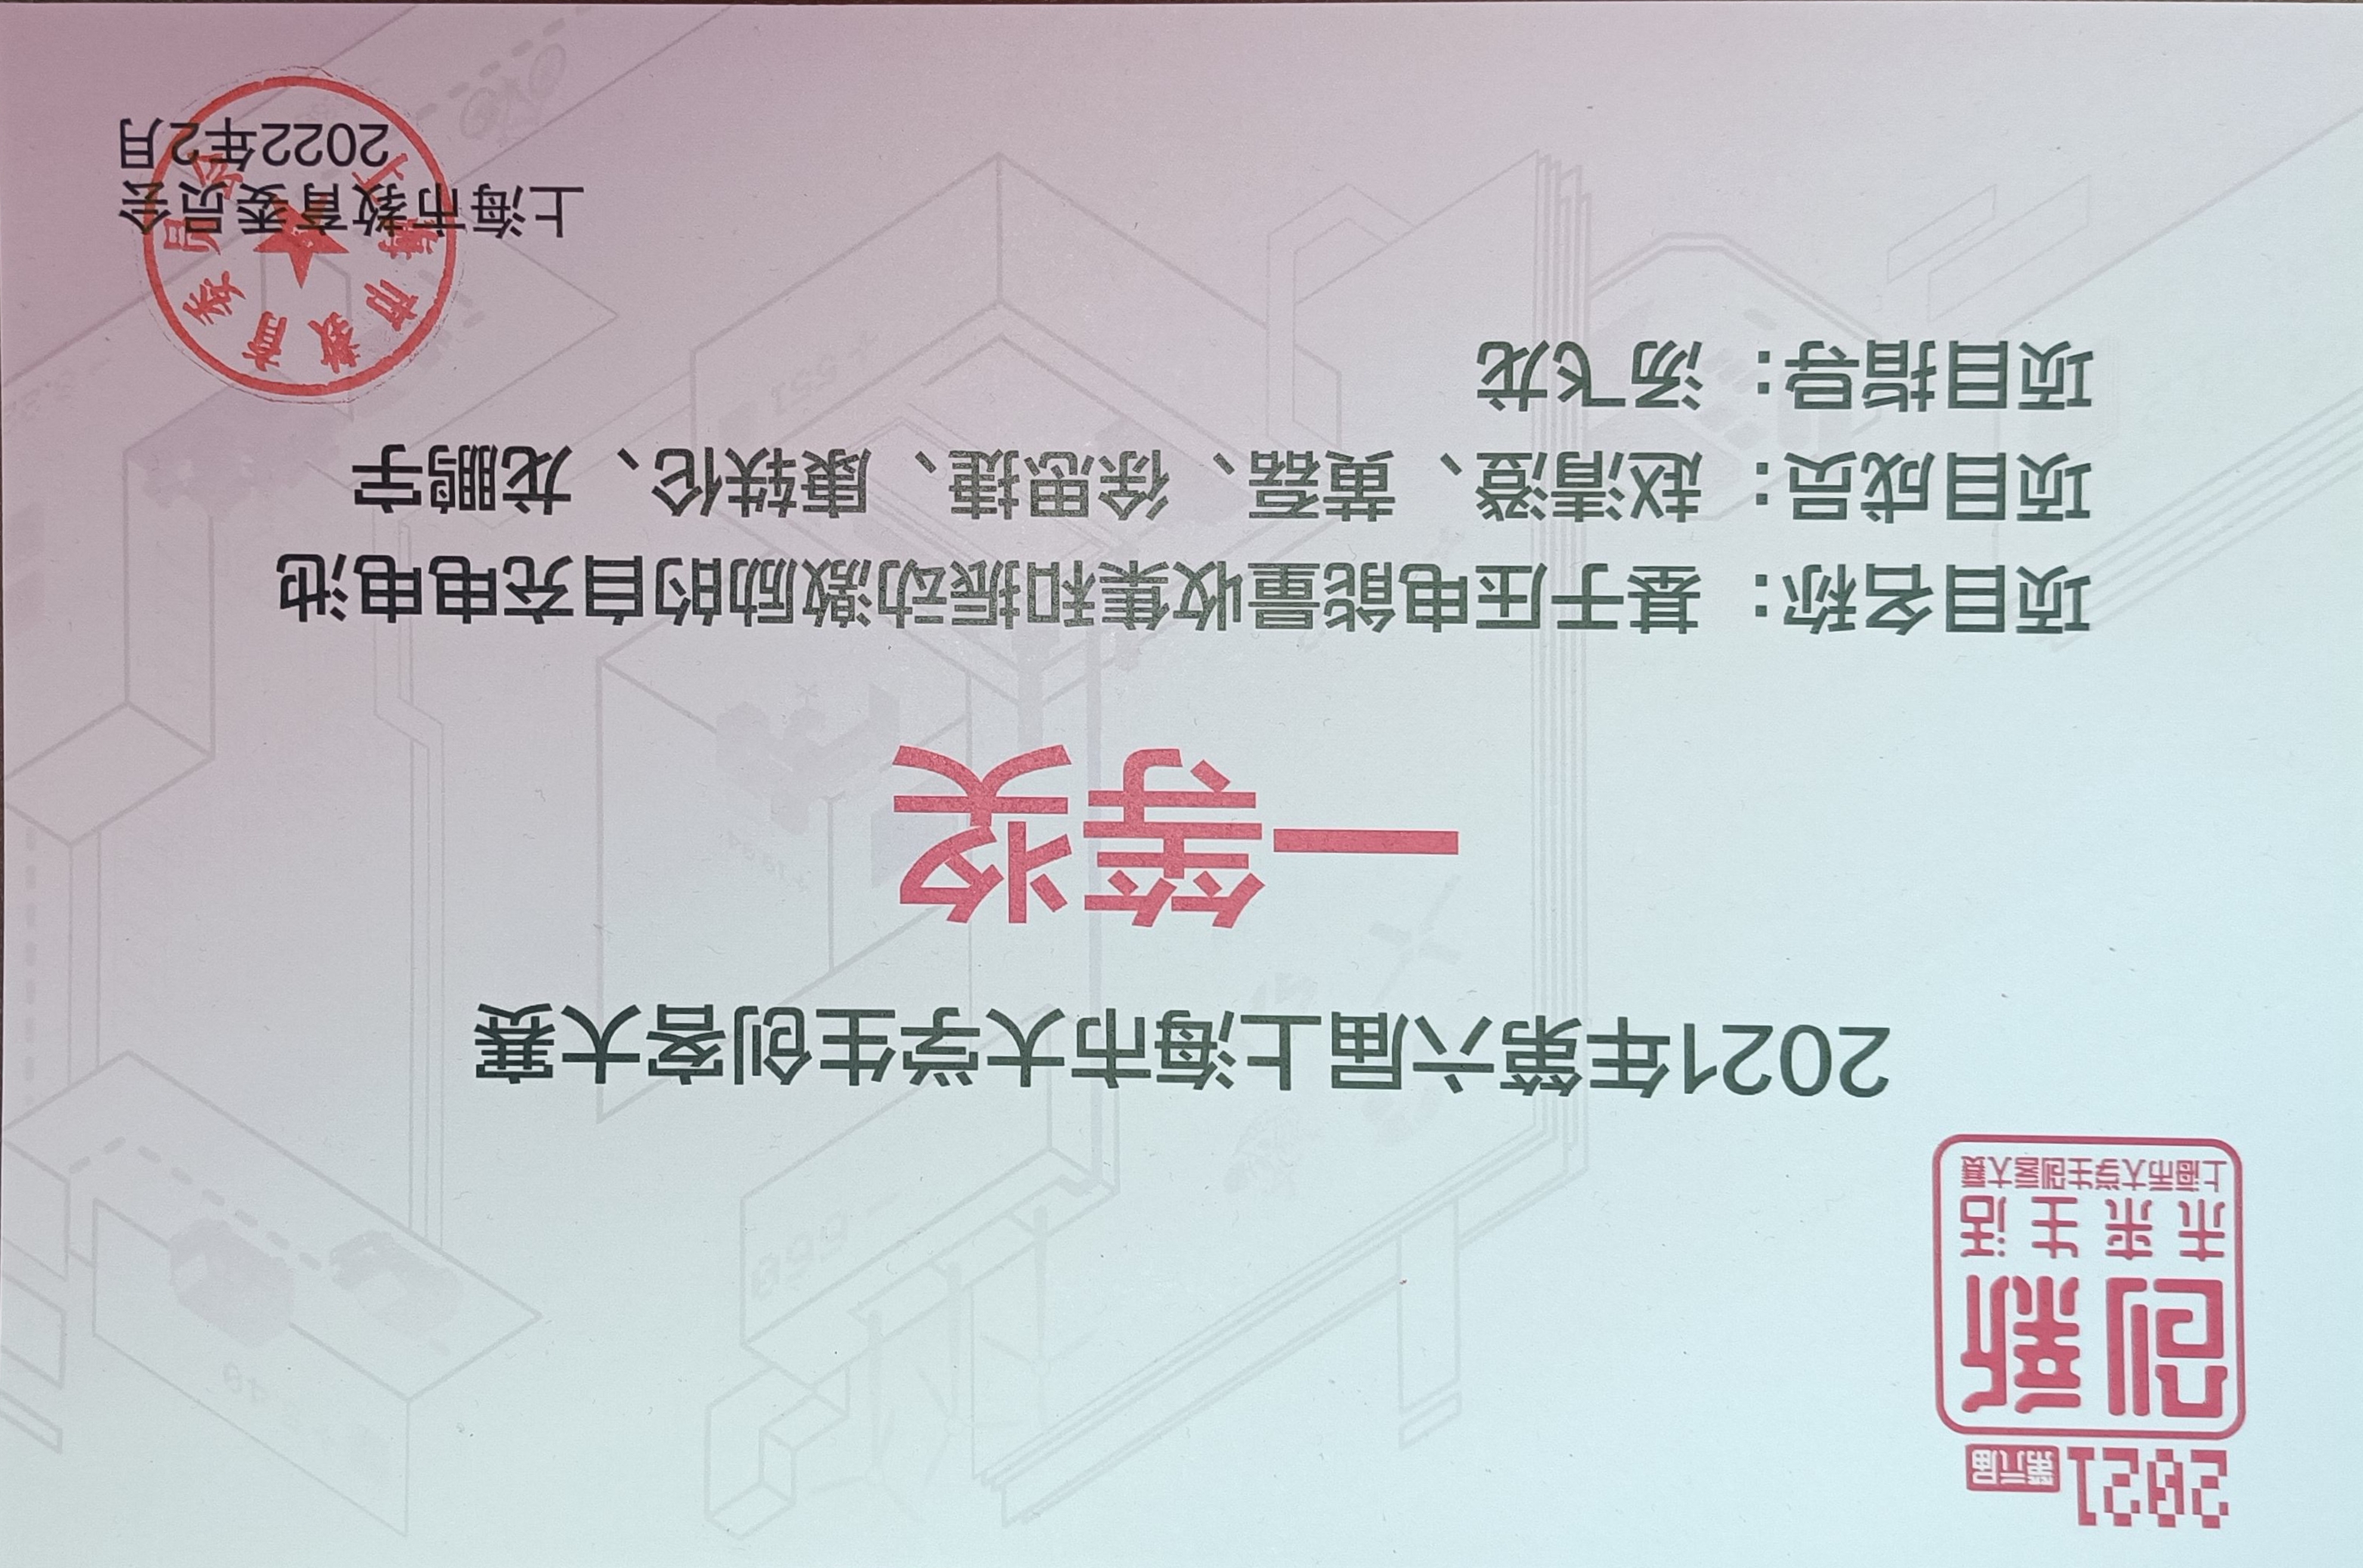 2021 第六届
创新
未来生活
上海市大学生创客大赛
2021年第六届上海市大学生创客大赛
一等奖
项目名称：基于压电能量收集和振动激励的自充电电池
项目成员：赵清澄、黄磊、徐思捷、康轶伦、龙鹏宇
项目指导：汤飞龙
上海市教育委员会
上海市教育委员会
2022年2月